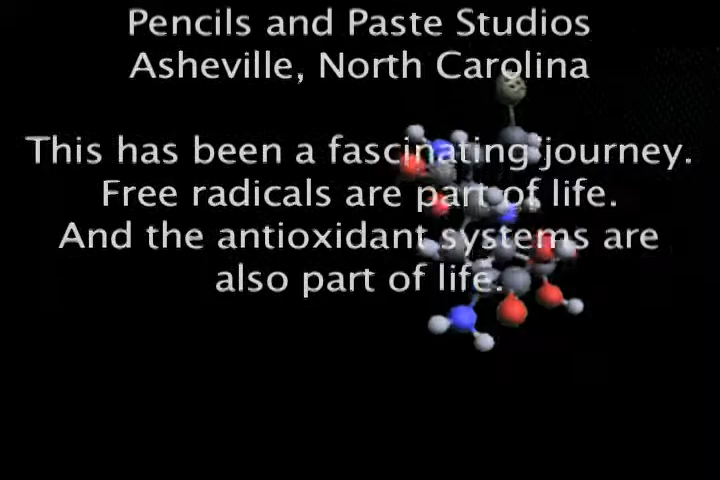 Pencils and Paste Studios
Asheville, North Carolina
This has been a fascinating journey.
Free radicals are part of life.
And the antioxidant systems are
also part of life.